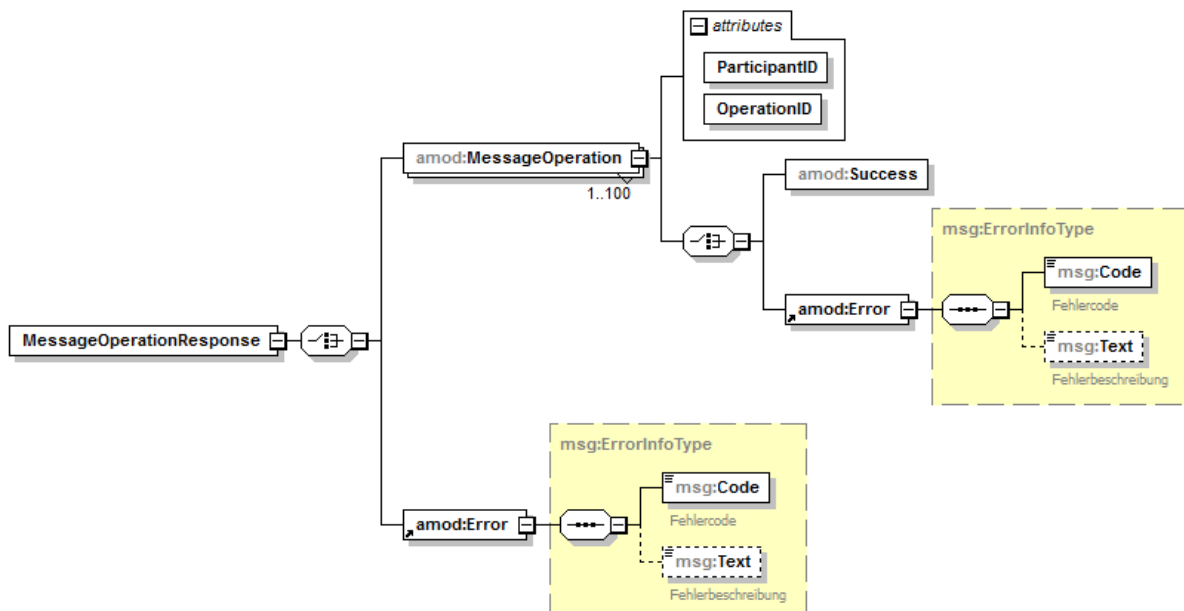 attributes
ParticipantID
OperationID
amod:MessageOperation
1..100
amod:Success
msg:ErrorInfoType
msg:Code
Fehlercode
amod:Error
msg:Text
Fehlerbeschreibung
MessageOperationResponse
msg:ErrorInfoType
msg:Code
Fehlercode
amod:Error
msg:Text
Fehlerbeschreibung